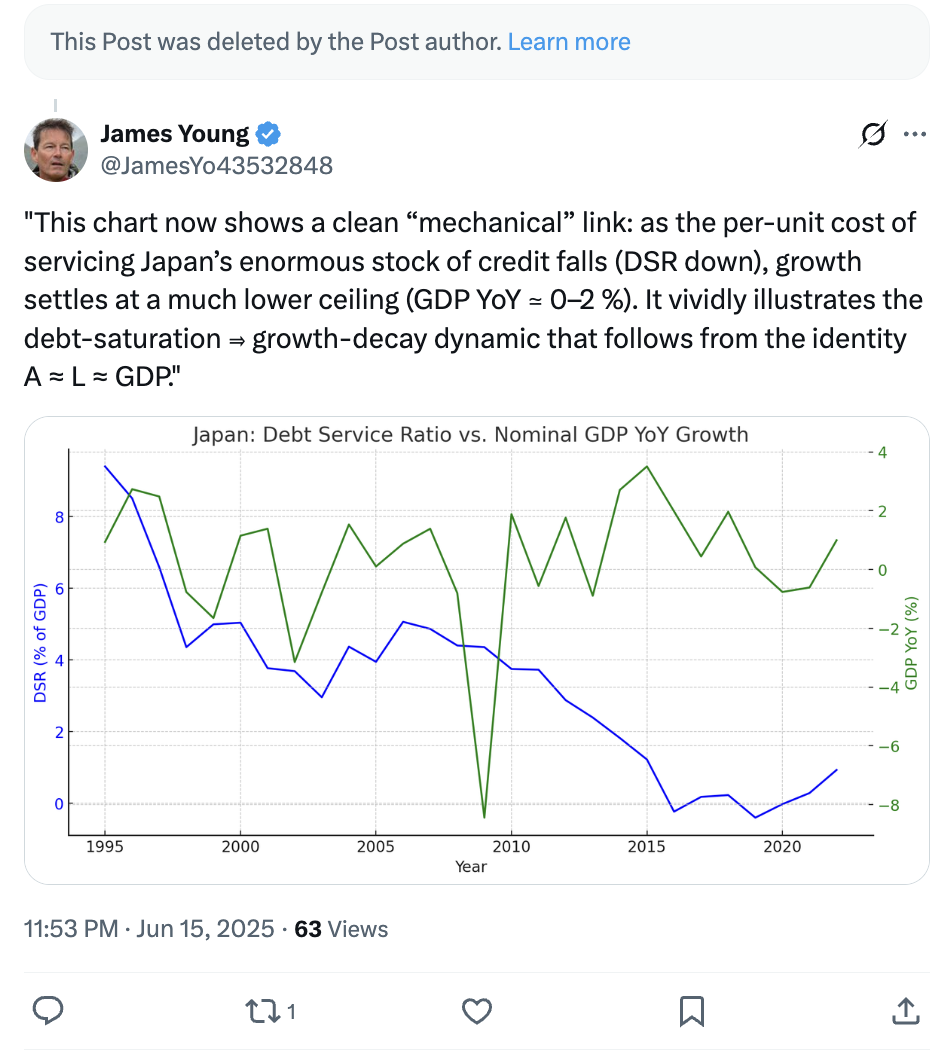 This Post was deleted by the Post author. Learn more
James Young
@JamesYo43532848
"This chart now shows a clean “mechanical” link: as the per-unit cost of
servicing Japan’s enormous stock of credit falls (DSR down), growth
settles at a much lower ceiling (GDP YoY ≈ 0–2 %). It vividly illustrates the
debt-saturation ⇒ growth-decay dynamic that follows from the identity
A ≈ L ≈ GDP."
Japan: Debt Service Ratio vs. Nominal GDP YoY Growth
DSR (% of GDP)
8
6
4
2
0
4
2
0
−2
−4
−6
−8
GDP YoY (%)
1995 2000 2005 2010 2015 2020
Year
11:53 PM · Jun 15, 2025 · 63 Views
1